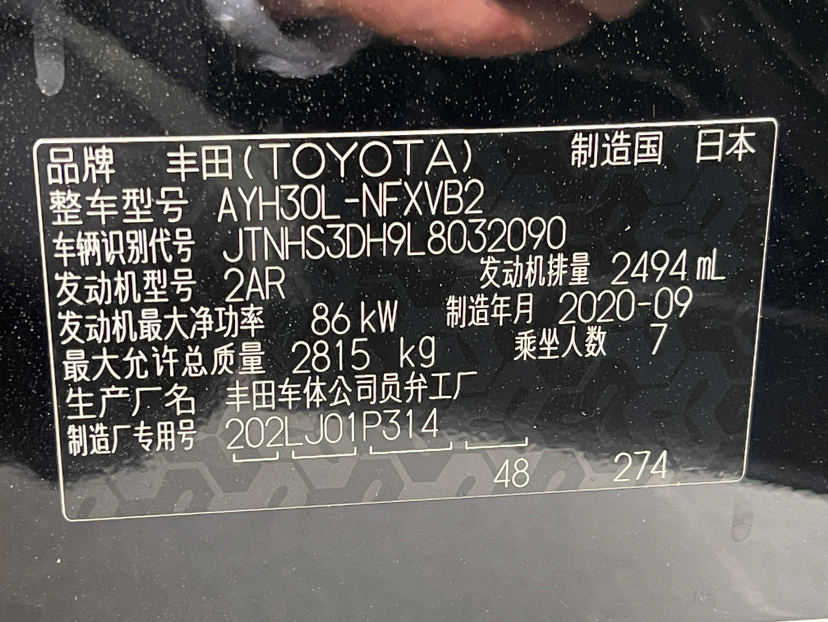 品牌 丰田(TOYOTA) 制造国 日本
整车型号 AYH30L-NFXVB2
车辆识别代号 JTNHS3DH9L8032090
发动机型号 2AR 发动机排量 2494 mL
发动机最大净功率 86 kW 制造年月 2020-09
最大允许总质量 2815 kg 乘坐人数 7
生产厂名 丰田车体公司员弁工厂
制造厂专用号 202LJ01P314
48 274